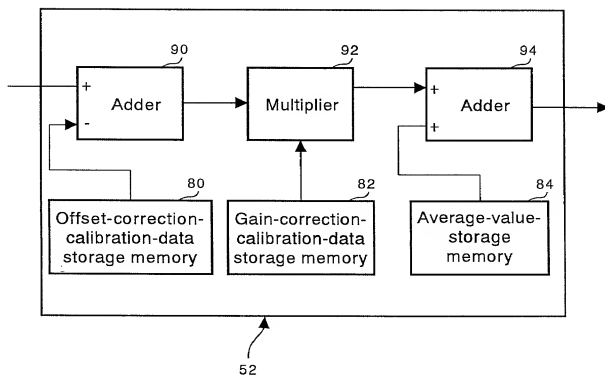 90
92
94
+
Adder
-
Multiplier
+
Adder
+
80
82
84
Offset-correction-
calibration-data
storage memory
Gain-correction-
calibration-data
storage memory
Average-value-
storage
memory
52